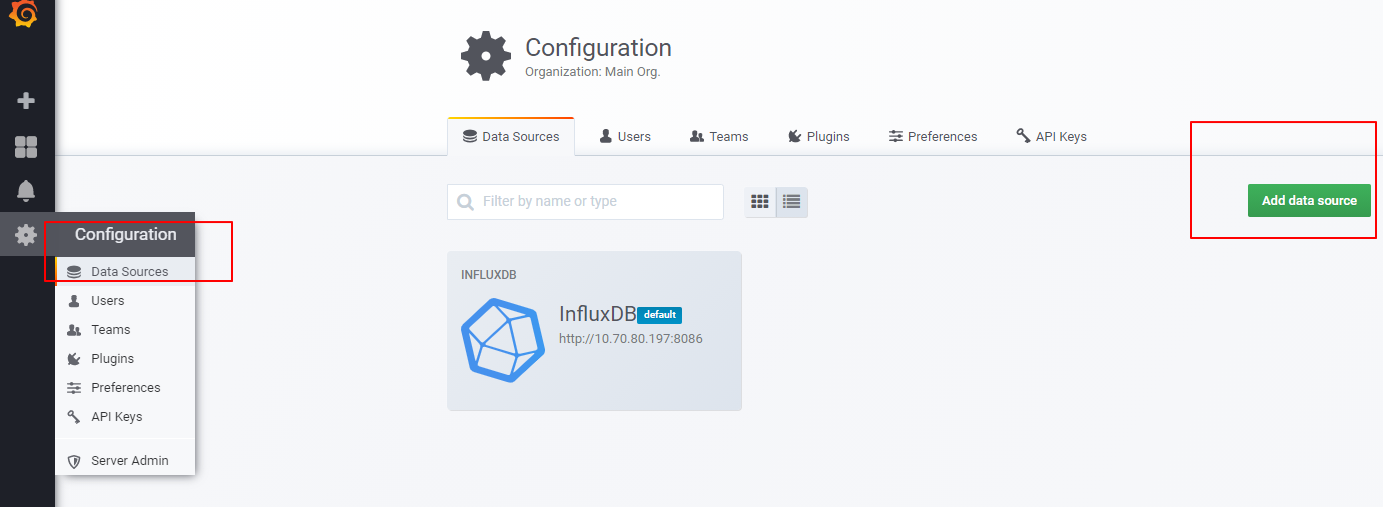 Configuration
Organization: Main Org.
Data Sources Users Teams Plugins Preferences API Keys
Filter by name or type
Add data source
Configuration
Data Sources
Users
Teams
Plugins
Preferences
API Keys
Server Admin
INFLUXDB
InfluxDB default
http://10.70.80.197:8086